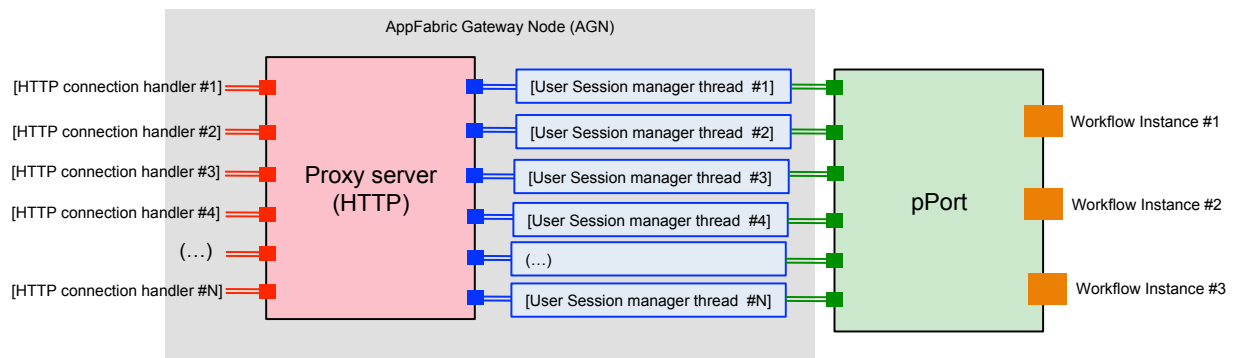 AppFabric Gateway Node (AGN)
[HTTP connection handler #1]
[HTTP connection handler #2]
[HTTP connection handler #3]
[HTTP connection handler #4]
(…)
[HTTP connection handler #N]
Proxy server
(HTTP)
[User Session manager thread  #1]
[User Session manager thread  #2]
[User Session manager thread  #3]
[User Session manager thread  #4]
(…)
[User Session manager thread  #N]
pPort
Workflow Instance #1
Workflow Instance #2
Workflow Instance #3